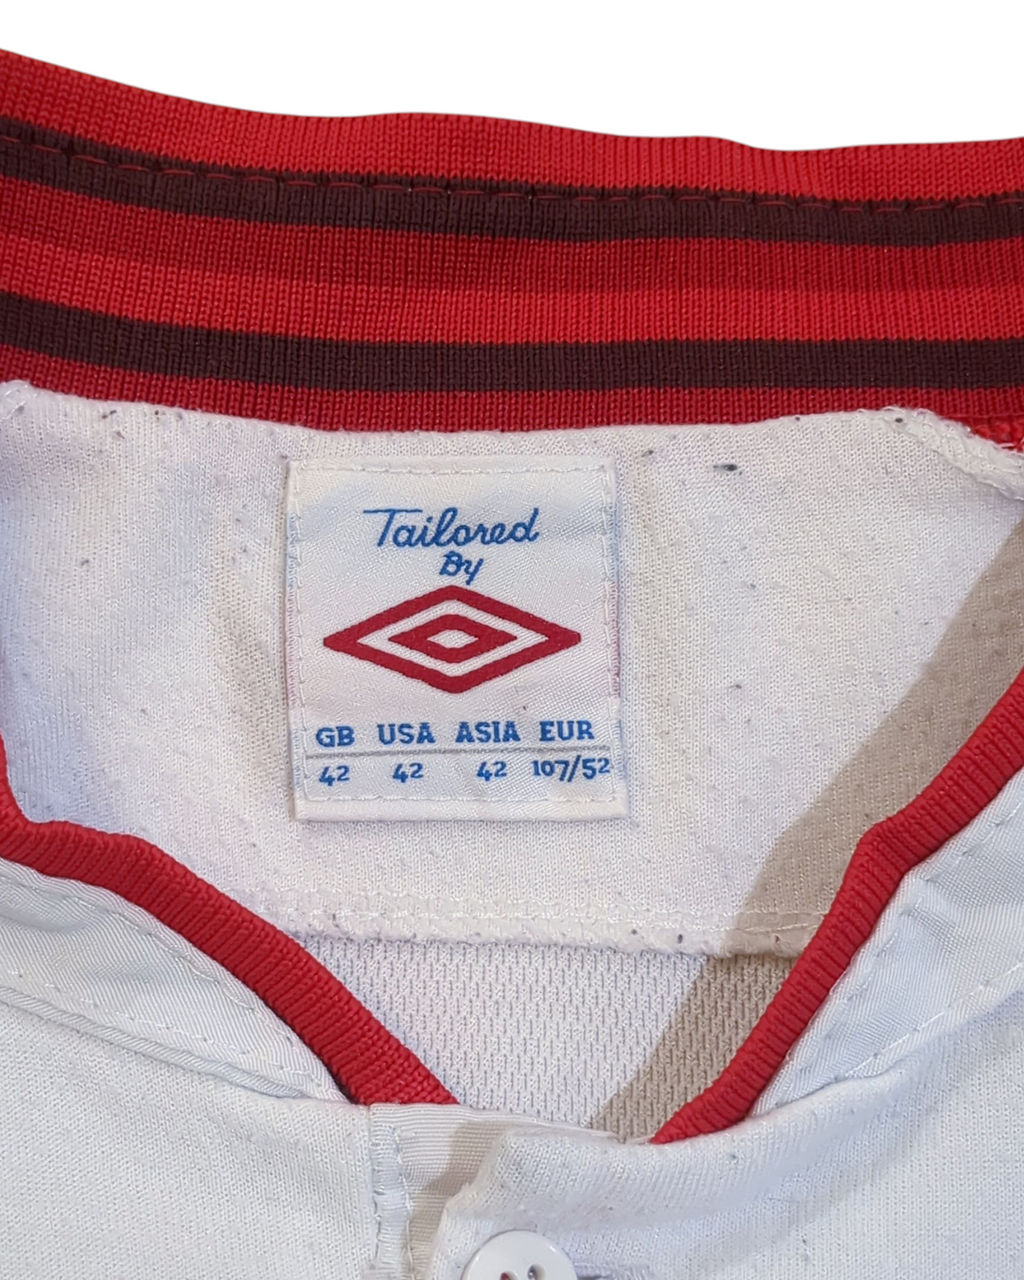 Tailored
By
GB USA ASIA EUR
42 42 42 107/52